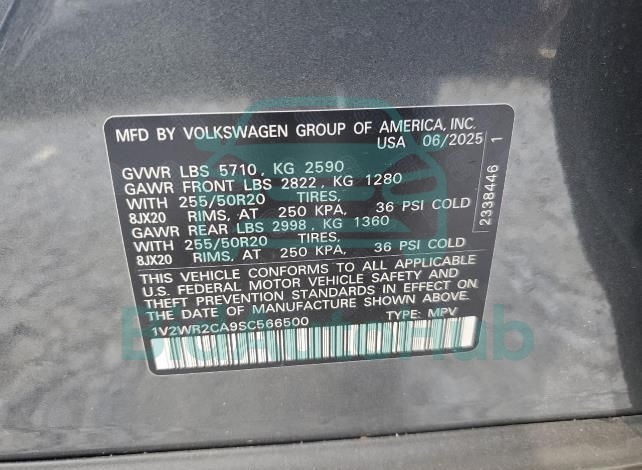 MFD BY VOLKSWAGEN GROUP OF AMERICA, INC.
USA 06/2025
GVWR LBS 5710, KG 2590
GAWR FRONT LBS 2822, KG 1280
WITH 255/50R20 TIRES,
8JX20 RIMS, AT 250 KPA, 36 PSI COLD
GAWR REAR LBS 2998, KG 1360
WITH 255/50R20 TIRES,
8JX20 RIMS, AT 250 KPA, 36 PSI COLD
THIS VEHICLE CONFORMS TO ALL APPLICABLE
U.S. FEDERAL MOTOR VEHICLE SAFETY AND
THEFT PREVENTION STANDARDS IN EFFECT ON
THE DATE OF MANUFACTURE SHOWN ABOVE.
1V2WR2CA9SC566500 TYPE: MPV
2338446 1
BidAutoHub